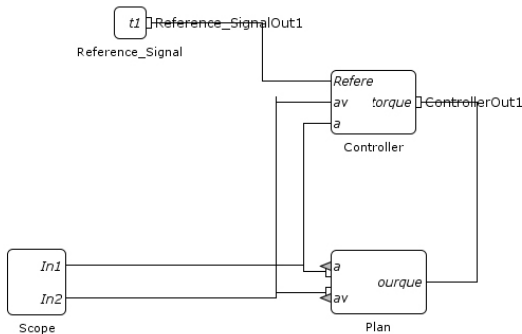 t1
Reference_SignalOut1
Reference_Signal
Refere
av
torque
ControllerOut1
a
Controller
In1
In2
Scope
a
ourque
av
Plan